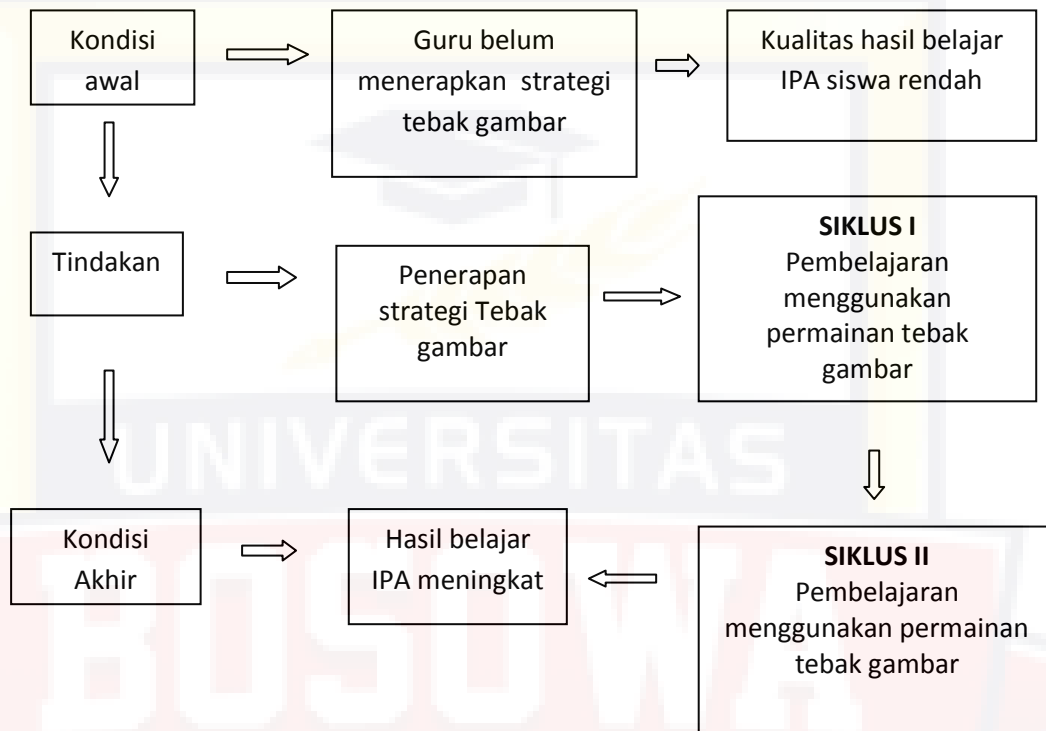 Kondisi
awal
Guru belum
menerapkan strategi
tebak gambar
Kualitas hasil belajar
IPA siswa rendah
Tindakan
Penerapan
strategi Tebak
gambar
SIKLUS I
Pembelajaran
menggunakan
permainan tebak
gambar
Kondisi
Akhir
Hasil belajar
IPA meningkat
SIKLUS II
Pembelajaran
menggunakan permainan
tebak gambar
UNIVERSITAS
BOSOWA